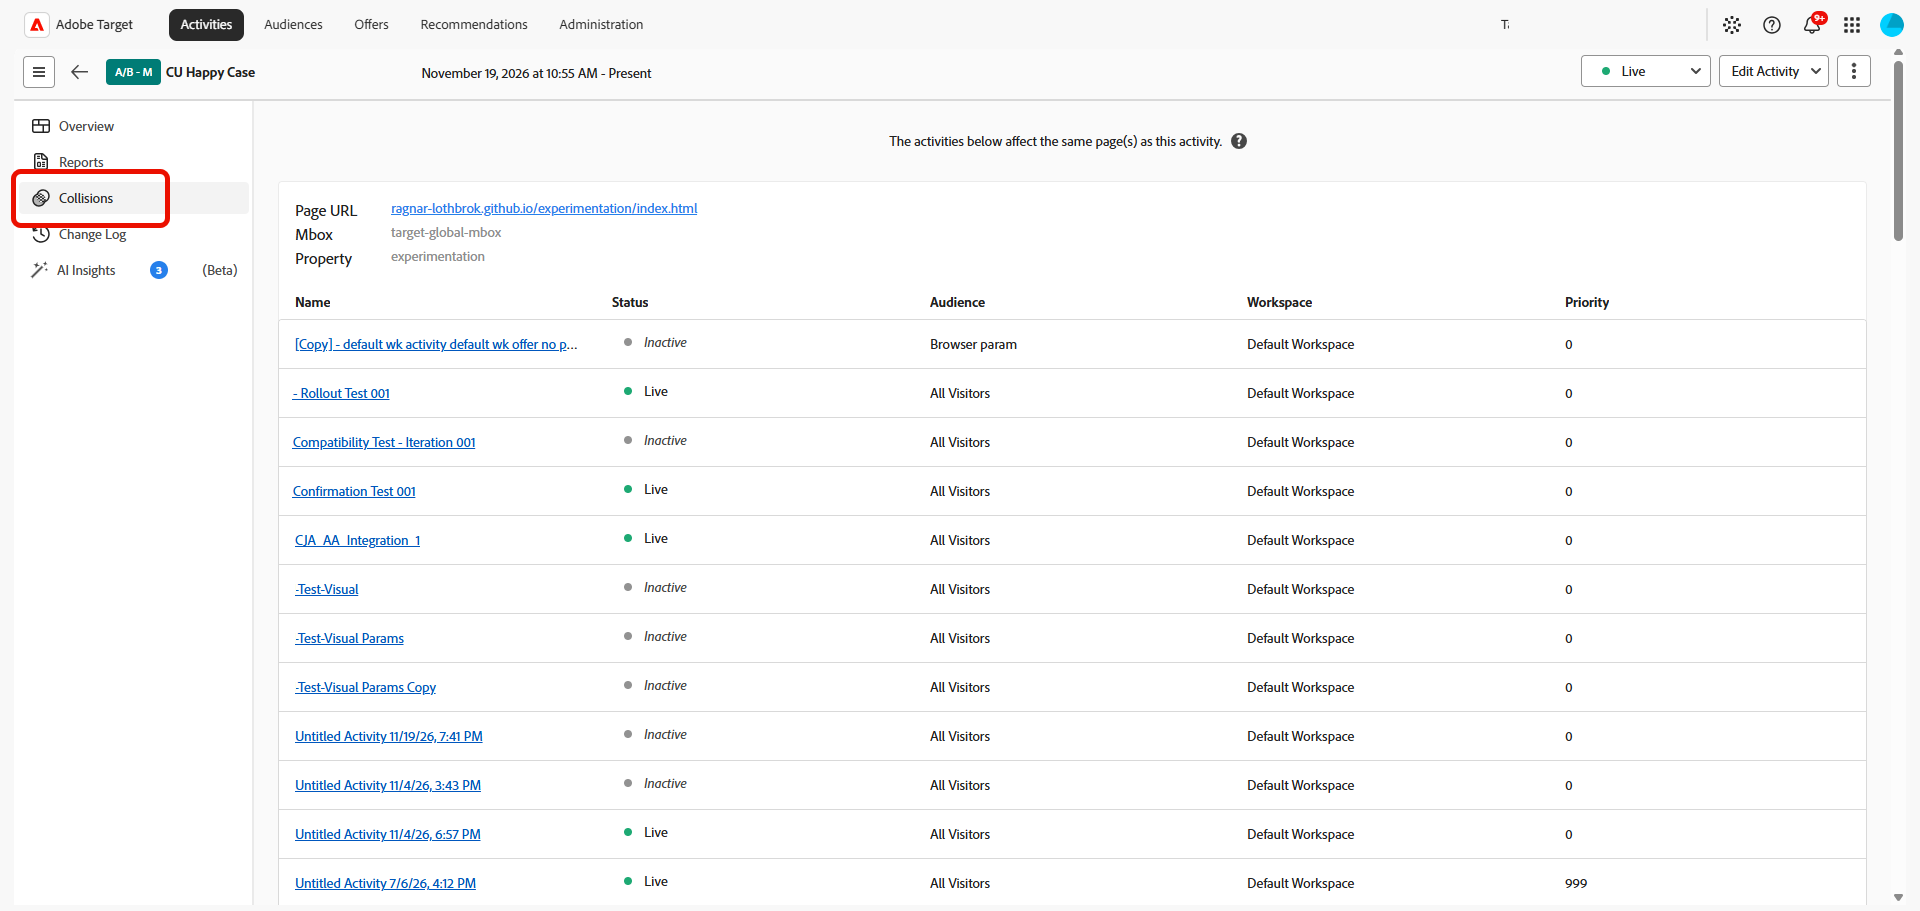 Adobe Target Activities Audiences Offers Recommendations Administration 9+
A/B - M CU Happy Case November 19, 2026 at 10:55 AM - Present Live Edit Activity
Overview
Reports
Collisions
Change Log
AI Insights 3 (Beta)
The activities below affect the same page(s) as this activity. ?
Page URL ragnar-lothbrok.github.io/experimentation/index.html
Mbox target-global-mbox
Property experimentation
Name Status Audience Workspace Priority
[Copy] - default wk activity default wk offer no p... Inactive Browser param Default Workspace 0
- Rollout Test 001 Live All Visitors Default Workspace 0
Compatibility Test - Iteration 001 Inactive All Visitors Default Workspace 0
Confirmation Test 001 Live All Visitors Default Workspace 0
CJA_AA_Integration_1 Live All Visitors Default Workspace 0
-Test-Visual Inactive All Visitors Default Workspace 0
-Test-Visual Params Inactive All Visitors Default Workspace 0
-Test-Visual Params Copy Inactive All Visitors Default Workspace 0
Untitled Activity 11/19/26, 7:41 PM Inactive All Visitors Default Workspace 0
Untitled Activity 11/4/26, 3:43 PM Inactive All Visitors Default Workspace 0
Untitled Activity 11/4/26, 6:57 PM Live All Visitors Default Workspace 0
Untitled Activity 7/6/26, 4:12 PM Live All Visitors Default Workspace 999